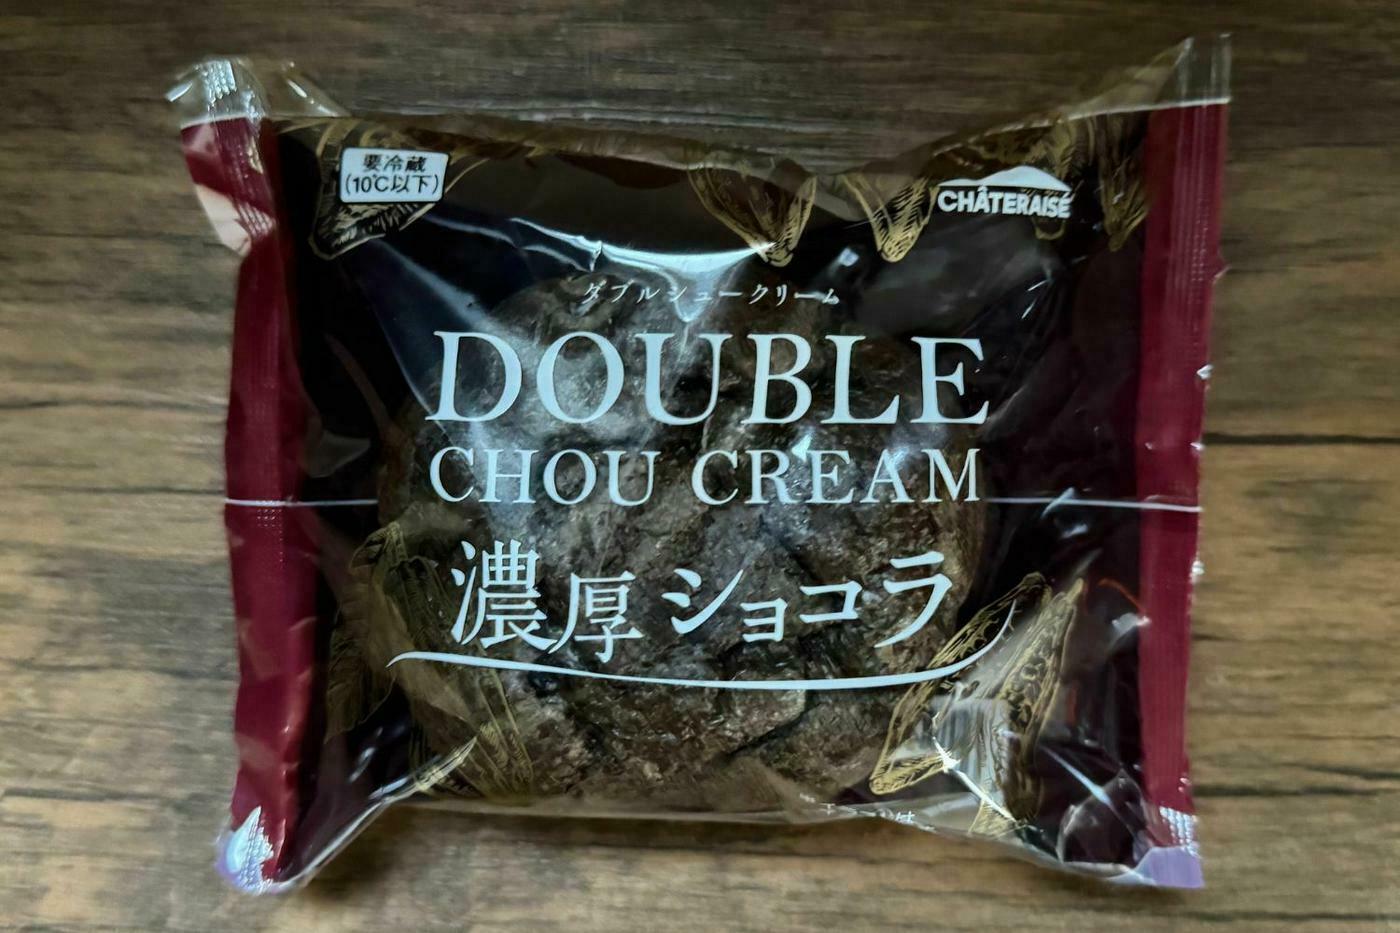 要冷蔵
(10℃以下)
CHÂTERAISÉ
ダブルシュークリーム
DOUBLE
CHOU CREAM
濃厚ショコラ